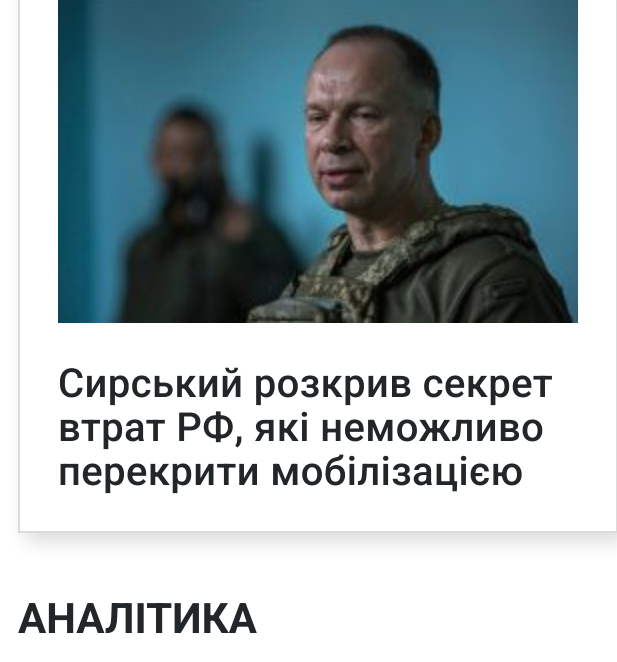 Сирський розкрив секрет
втрат РФ, які неможливо
перекрити мобілізацією
АНАЛІТИКА